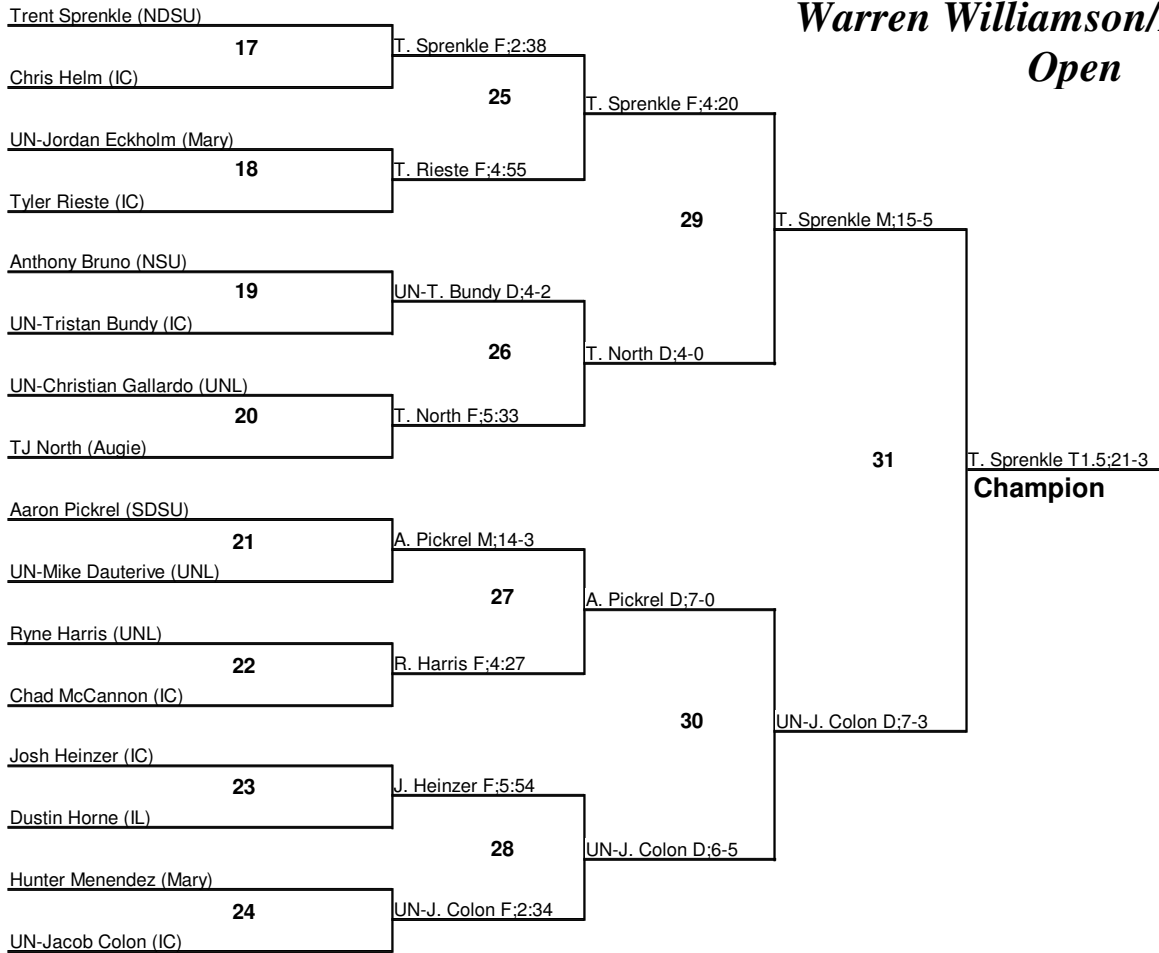 Warren Williamson/
Open
Trent Sprenkle (NDSU)
17
T. Sprenkle F;2:38
Chris Helm (IC)
25
T. Sprenkle F;4:20
UN-Jordan Eckholm (Mary)
18
T. Rieste F;4:55
Tyler Rieste (IC)
29
T. Sprenkle M;15-5
Anthony Bruno (NSU)
19
UN-T. Bundy D;4-2
UN-Tristan Bundy (IC)
26
T. North D;4-0
UN-Christian Gallardo (UNL)
20
T. North F;5:33
TJ North (Augie)
31
T. Sprenkle T1.5;21-3
Champion
Aaron Pickrel (SDSU)
21
A. Pickrel M;14-3
UN-Mike Dauterive (UNL)
27
A. Pickrel D;7-0
Ryne Harris (UNL)
22
R. Harris F;4:27
Chad McCannon (IC)
30
UN-J. Colon D;7-3
Josh Heinzer (IC)
23
J. Heinzer F;5:54
Dustin Horne (IL)
28
UN-J. Colon D;6-5
Hunter Menendez (Mary)
24
UN-J. Colon F;2:34
UN-Jacob Colon (IC)